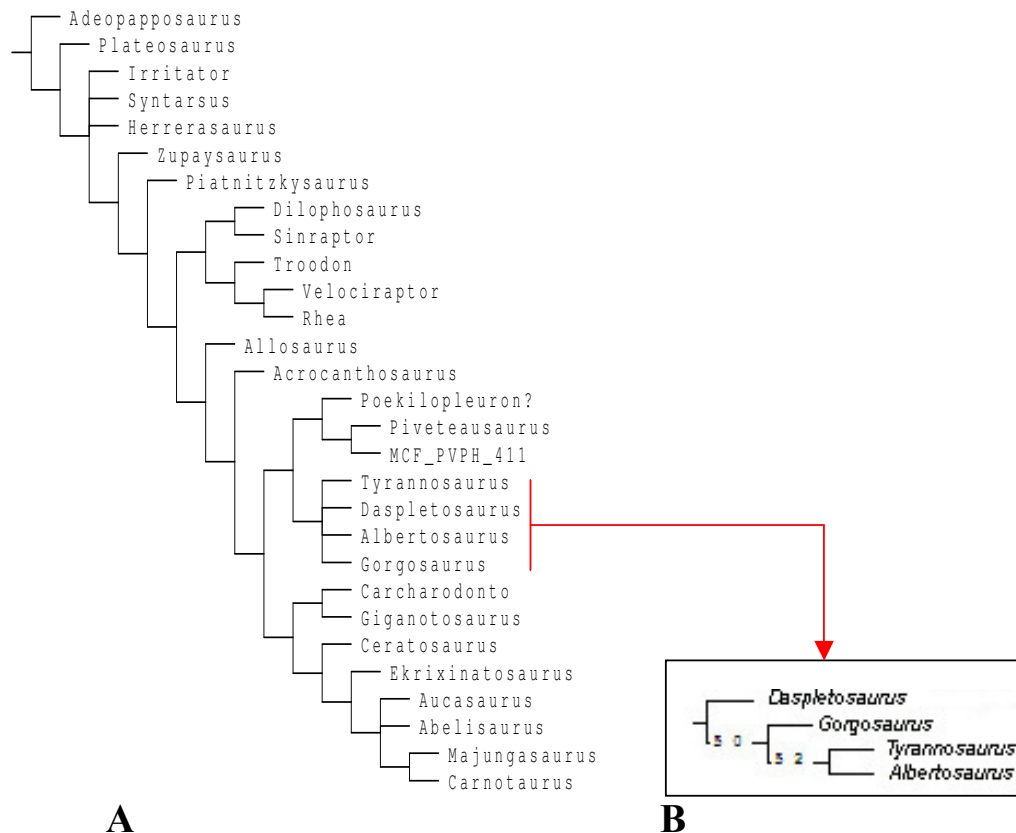 Adeopapposaurus
Plateosaurus
Irritator
Syntarsus
Herrerasaurus
Zupaysaurus
Piatnitzkysaurus
Dilophosaurus
Sinraptor
Troodon
Velociraptor
Rhea
Allosaurus
Acrocanthosaurus
Poekilopleuron?
Piveteausaurus
MCF_PVPH_411
Tyrannosaurus
Daspletosaurus
Albertosaurus
Gorgosaurus
Carcharodonto
Giganotosaurus
Ceratosaurus
Ekrixinatosaurus
Aucasaurus
Abelisaurus
Majungasaurus
Carnotaurus
A
Daspletosaurus
Gorgosaurus
5 0
Tyrannosaurus
5 2
Albertosaurus
B